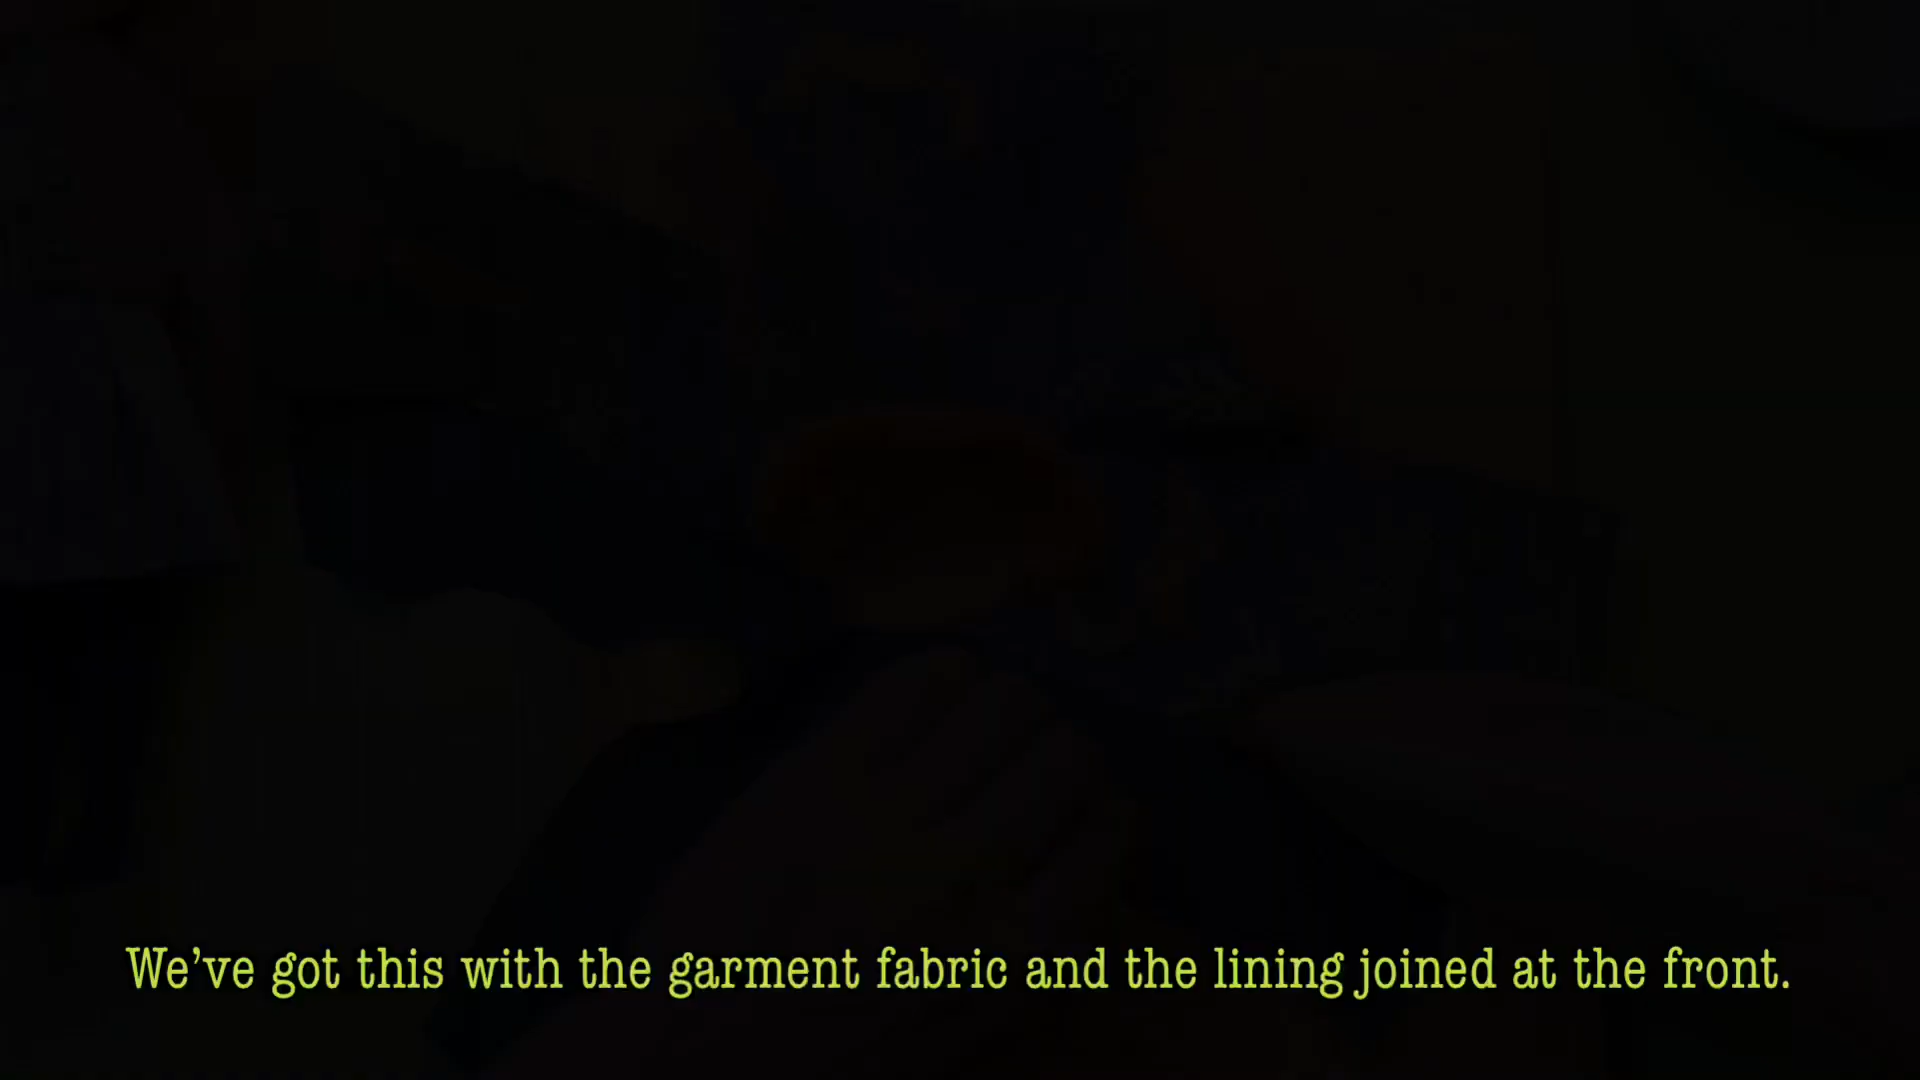 We’ve got this with the garment fabric and the lining joined at the front.